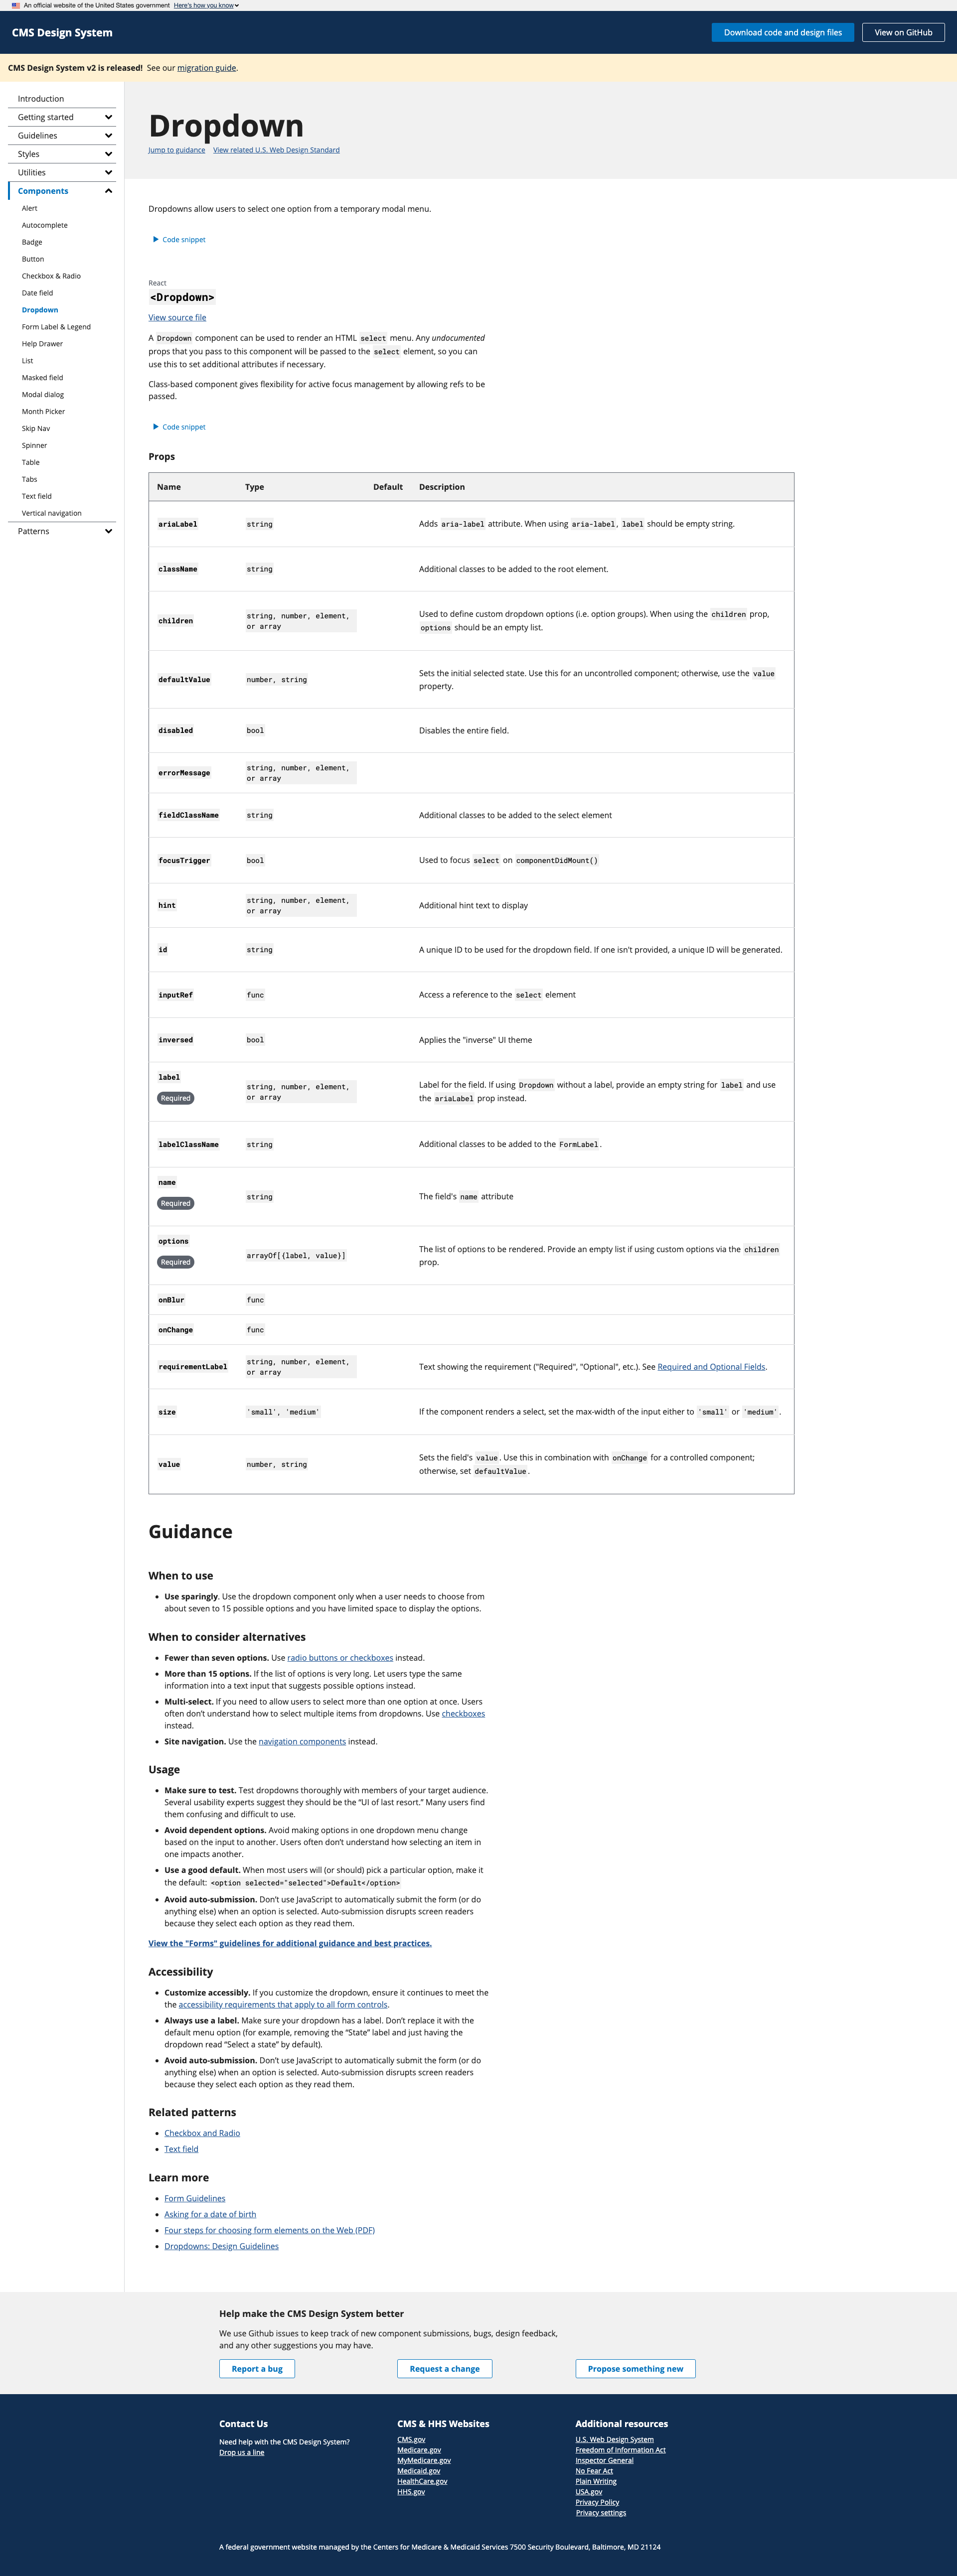 An official website of the United States government Here's how you know
CMS Design System
Download code and design files
View on GitHub
CMS Design System v2 is released! See our migration guide.
Introduction
Getting started
Guidelines
Styles
Utilities
Components
Alert
Autocomplete
Badge
Button
Checkbox & Radio
Date field
Dropdown
Form Label & Legend
Help Drawer
List
Masked field
Modal dialog
Month Picker
Skip Nav
Spinner
Table
Tabs
Text field
Vertical navigation
Patterns
Dropdown
Jump to guidance View related U.S. Web Design Standard
Dropdowns allow users to select one option from a temporary modal menu.
Code snippet
React
<Dropdown>
View source file
A Dropdown component can be used to render an HTML select menu. Any undocumented
props that you pass to this component will be passed to the select element, so you can
use this to set additional attributes if necessary.
Class-based component gives flexibility for active focus management by allowing refs to be
passed.
Code snippet
Props
Name Type Default Description
ariaLabel string Adds aria-label attribute. When using aria-label, label should be empty string.
className string Additional classes to be added to the root element.
children string, number, element, or array Used to define custom dropdown options (i.e. option groups). When using the children prop,
options should be an empty list.
defaultValue number, string Sets the initial selected state. Use this for an uncontrolled component; otherwise, use the value
property.
disabled bool Disables the entire field.
errorMessage string, number, element,
or array
fieldClassName string Additional classes to be added to the select element
focusTrigger bool Used to focus select on componentDidMount()
hint string, number, element, or array Additional hint text to display
id string A unique ID to be used for the dropdown field. If one isn't provided, a unique ID will be generated.
inputRef func Access a reference to the select element
inversed bool Applies the "inverse" UI theme
label
Required
string, number, element, or array Label for the field. If using Dropdown without a label, provide an empty string for label and use
the ariaLabel prop instead.
labelClassName string Additional classes to be added to the FormLabel.
name
Required
string The field's name attribute
options
Required
arrayOf[{label, value}] The list of options to be rendered. Provide an empty list if using custom options via the children
prop.
onBlur func
onChange func
requirementLabel string, number, element, or array Text showing the requirement ("Required", "Optional", etc.). See Required and Optional Fields.
size 'small', 'medium' If the component renders a select, set the max-width of the input either to 'small' or 'medium'.
value number, string Sets the field's value. Use this in combination with onChange for a controlled component;
otherwise, set defaultValue.
Guidance
When to use
Use sparingly. Use the dropdown component only when a user needs to choose from
about seven to 15 possible options and you have limited space to display the options.
When to consider alternatives
Fewer than seven options. Use radio buttons or checkboxes instead.
More than 15 options. If the list of options is very long. Let users type the same
information into a text input that suggests possible options instead.
Multi-select. If you need to allow users to select more than one option at once. Users
often don't understand how to select multiple items from dropdowns. Use checkboxes
instead.
Site navigation. Use the navigation components instead.
Usage
Make sure to test. Test dropdowns thoroughly with members of your target audience.
Several usability experts suggest they should be the “UI of last resort.” Many users find
them confusing and difficult to use.
Avoid dependent options. Avoid making options in one dropdown menu change
based on the input to another. Users often don’t understand how selecting an item in
one impacts another.
Use a good default. When most users will (or should) pick a particular option, make it
the default: <option selected="selected">Default</option>
Avoid auto-submission. Don’t use JavaScript to automatically submit the form (or do
anything else) when an option is selected. Auto-submission disrupts screen readers
because they select each option as they read them.
View the "Forms" guidelines for additional guidance and best practices.
Accessibility
Customize accessibly. If you customize the dropdown, ensure it continues to meet the
the accessibility requirements that apply to all form controls.
Always use a label. Make sure your dropdown has a label. Don’t replace it with the
default menu option (for example, removing the “State” label and just having the
dropdown read “Select a state” by default).
Avoid auto-submission. Don’t use JavaScript to automatically submit the form (or do
anything else) when an option is selected. Auto-submission disrupts screen readers
because they select each option as they read them.
Related patterns
Checkbox and Radio
Text field
Learn more
Form Guidelines
Asking for a date of birth
Four steps for choosing form elements on the Web (PDF)
Dropdowns: Design Guidelines
Help make the CMS Design System better
We use Github issues to keep track of new component submissions, bugs, design feedback,
and any other suggestions you may have.
Report a bug
Request a change
Propose something new
Contact Us
Need help with the CMS Design System?
Drop us a line
CMS & HHS Websites
CMS.gov
Medicare.gov
MyMedicare.gov
Medicaid.gov
HealthCare.gov
HHS.gov
Additional resources
U.S. Web Design System
Freedom of Information Act
Inspector General
No Fear Act
Plain Writing
USA.gov
Privacy Policy
Privacy settings
A federal government website managed by the Centers for Medicare & Medicaid Services 7500 Security Boulevard, Baltimore, MD 21124